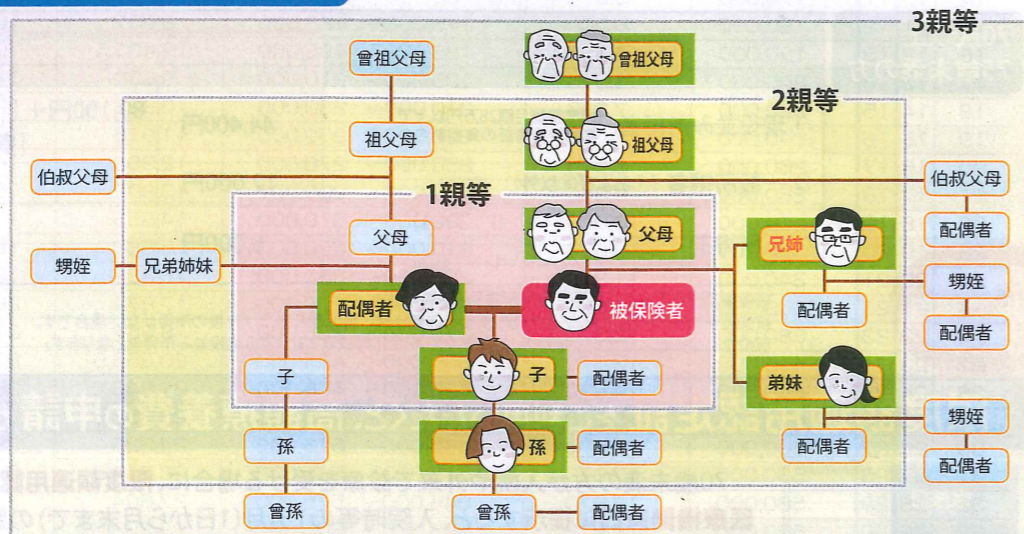 3親等
曾祖父母
曾祖父母
2親等
祖父母
祖父母
伯叔父母
伯叔父母
1親等
父母
父母
兄姉
配偶者
甥姪
兄弟姉妹
甥姪
配偶者
被保険者
配偶者
配偶者
子
子
配偶者
弟妹
甥姪
孫
孫
配偶者
配偶者
配偶者
曾孫
曾孫
配偶者